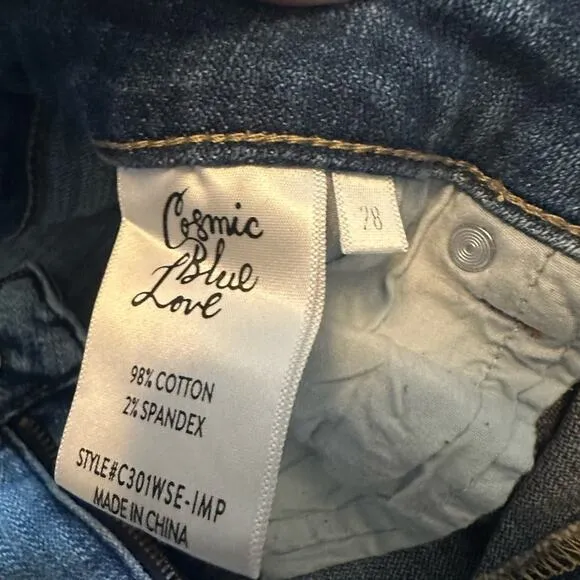 Cosmic
Blue
Love
28
98% COTTON
2% SPANDEX
STYLE#C301WSE-IMP
MADE IN CHINA